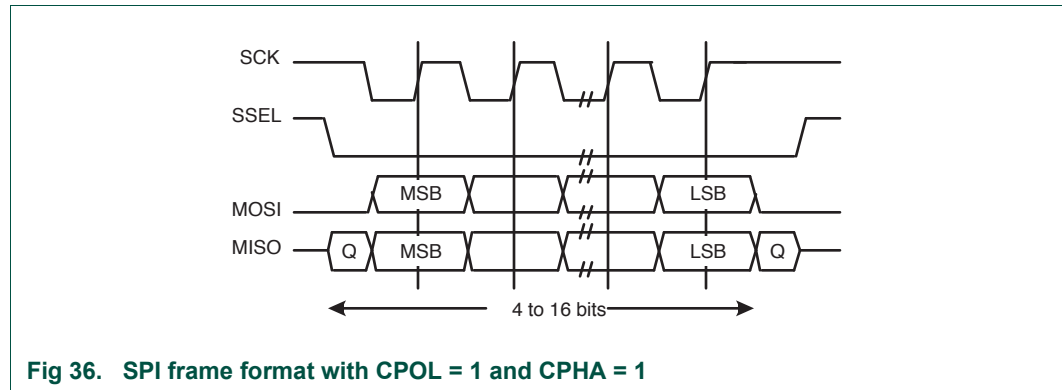 SCK
SSEL
MOSI MSB LSB
MISO Q MSB LSB Q
4 to 16 bits
Fig 36. SPI frame format with CPOL = 1 and CPHA = 1